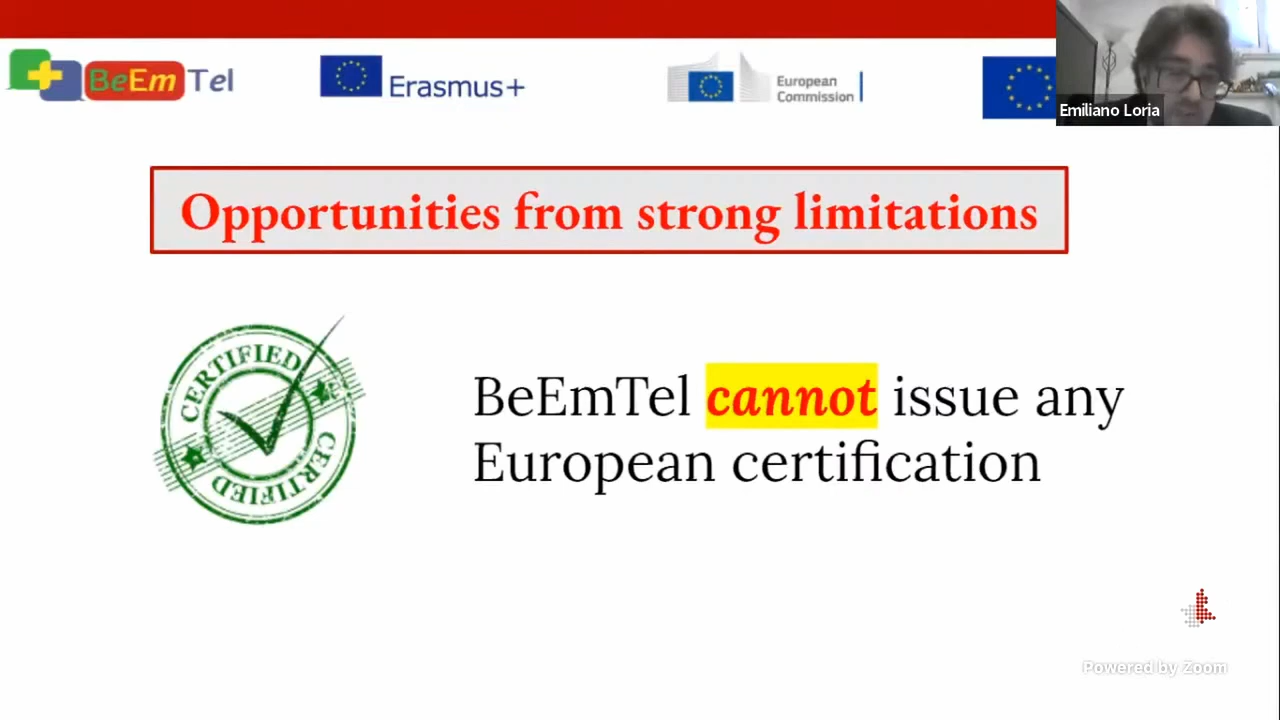 BeEmTel
Erasmus+
European
Commission
Emiliano Loria
Opportunities from strong limitations
CERTIFIED
CERTIFIED
BeEmTel cannot issue any
European certification
Powered by Zoom